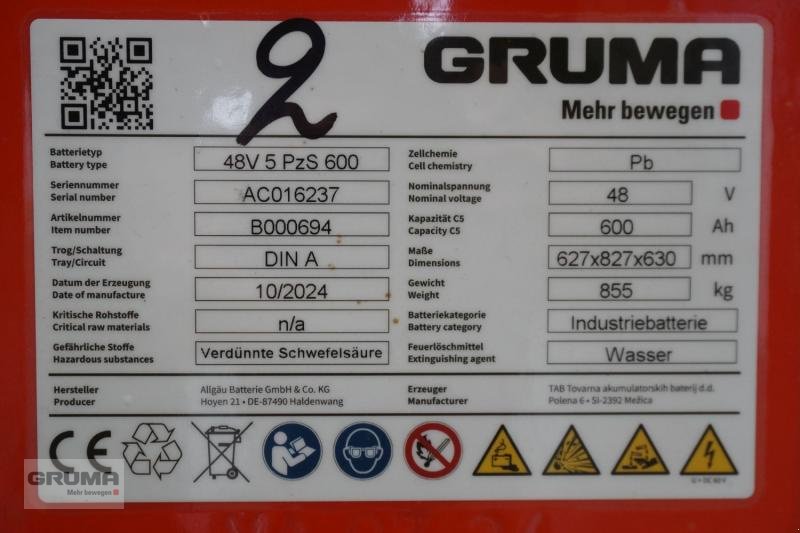 2
GRUMA
Mehr bewegen
Batterietyp
Battery type
48V 5 PzS 600
Zellchemie
Cell chemistry
Pb
Seriennummer
Serial number
AC016237
Nominalspannung
Nominal voltage
48
V
Artikelnummer
Item number
B000694
Kapazität C5
Capacity C5
600
Ah
Trog/Schaltung
Tray/Circuit
DIN A
Maße
Dimensions
627x827x630
mm
Datum der Erzeugung
Date of manufacture
10/2024
Gewicht
Weight
855
kg
Kritische Rohstoffe
Critical raw materials
n/a
Batteriekategorie
Battery category
Industriebatterie
Gefährliche Stoffe
Hazardous substances
Verdünnte Schwefelsäure
Feuerlöschmittel
Extinguishing agent
Wasser
Hersteller
Producer
Allgäu Batterie GmbH & Co. KG
Hoyen 21 • DE-87490 Haldenwang
Erzeuger
Manufacturer
TAB Tovarna akumulatorskih baterij d.d.
Polena 6 • SI-2392 Mežica
CE
Pb
U > DC 60 V
GRUMA
Mehr bewegen